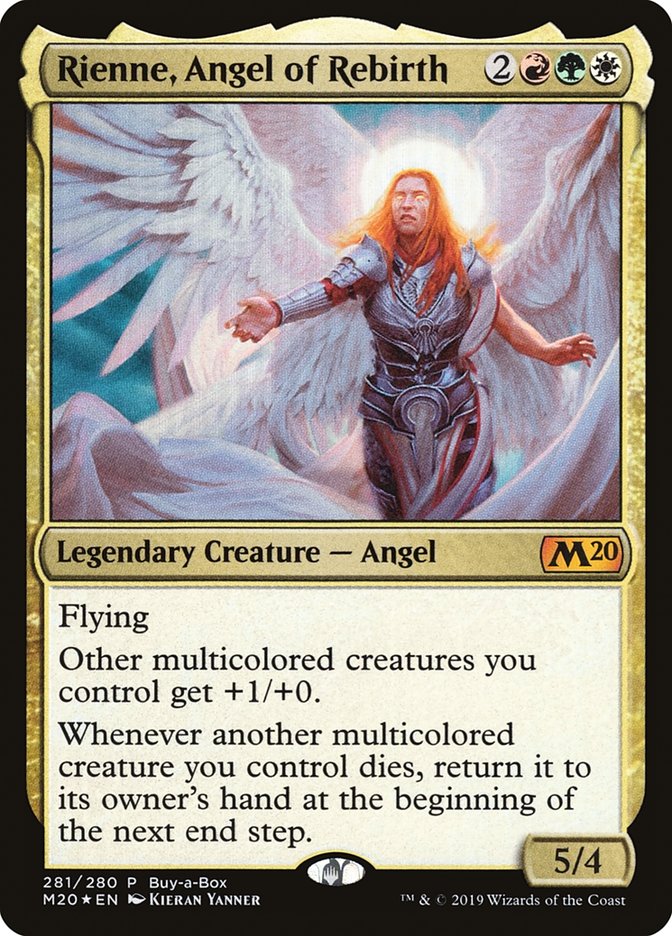 Rienne, Angel of Rebirth 2
Legendary Creature — Angel M20
Flying
Other multicolored creatures you
control get +1/+0.
Whenever another multicolored
creature you control dies, return it to
its owner's hand at the beginning of
the next end step.
5/4
281/280 P Buy-a-Box
M20★EN Kieran Yanner ™ & © 2019 Wizards of the Coast